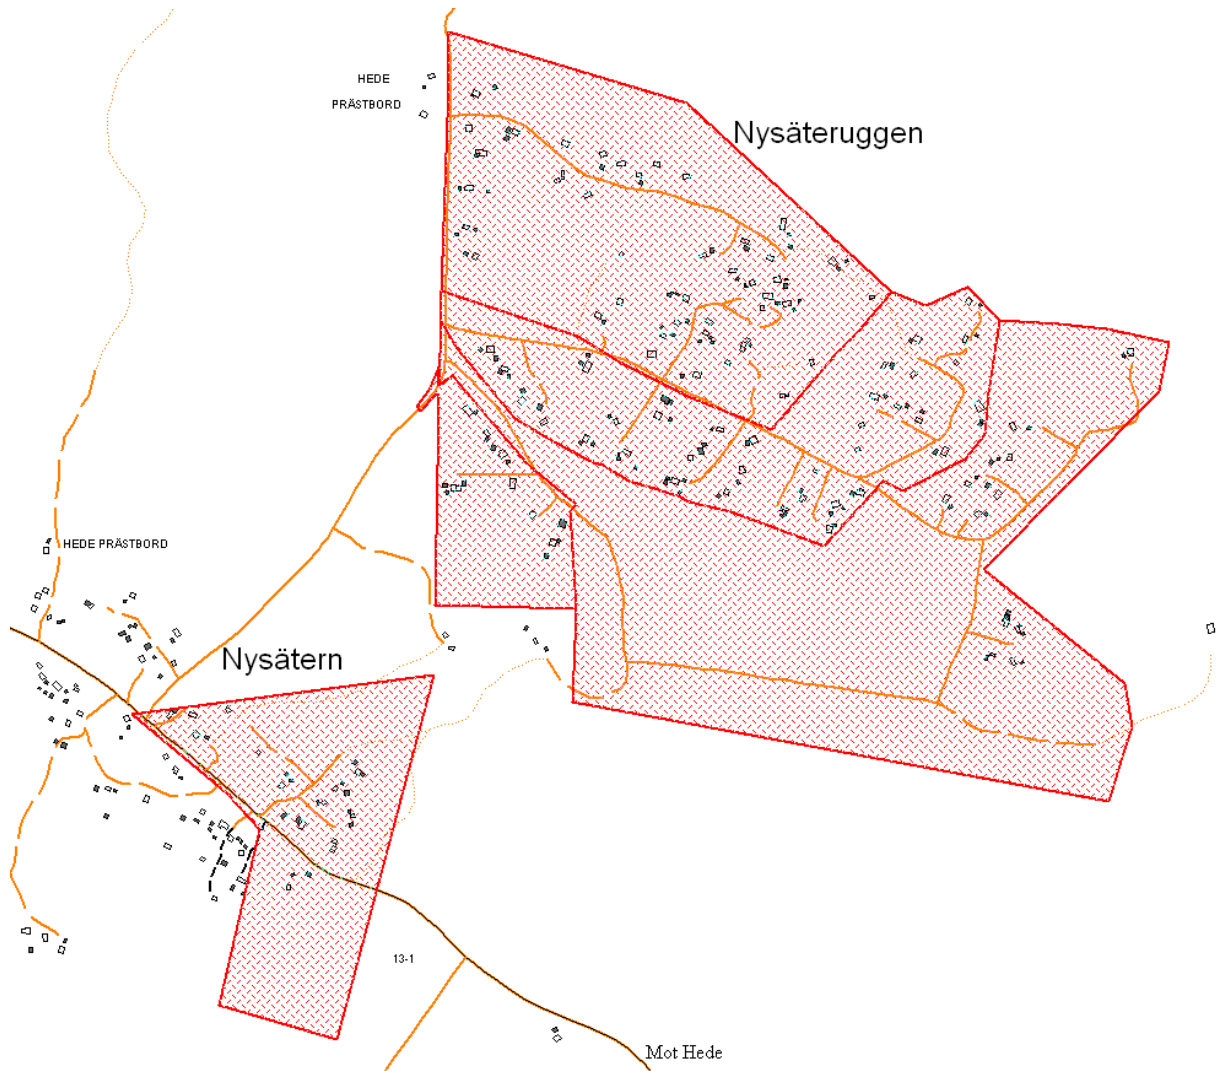 HEDE
PRÄSTBORD
Nysäteruggen
HEDE PRÄSTBORD
Nysätern
13-1
Mot Hede